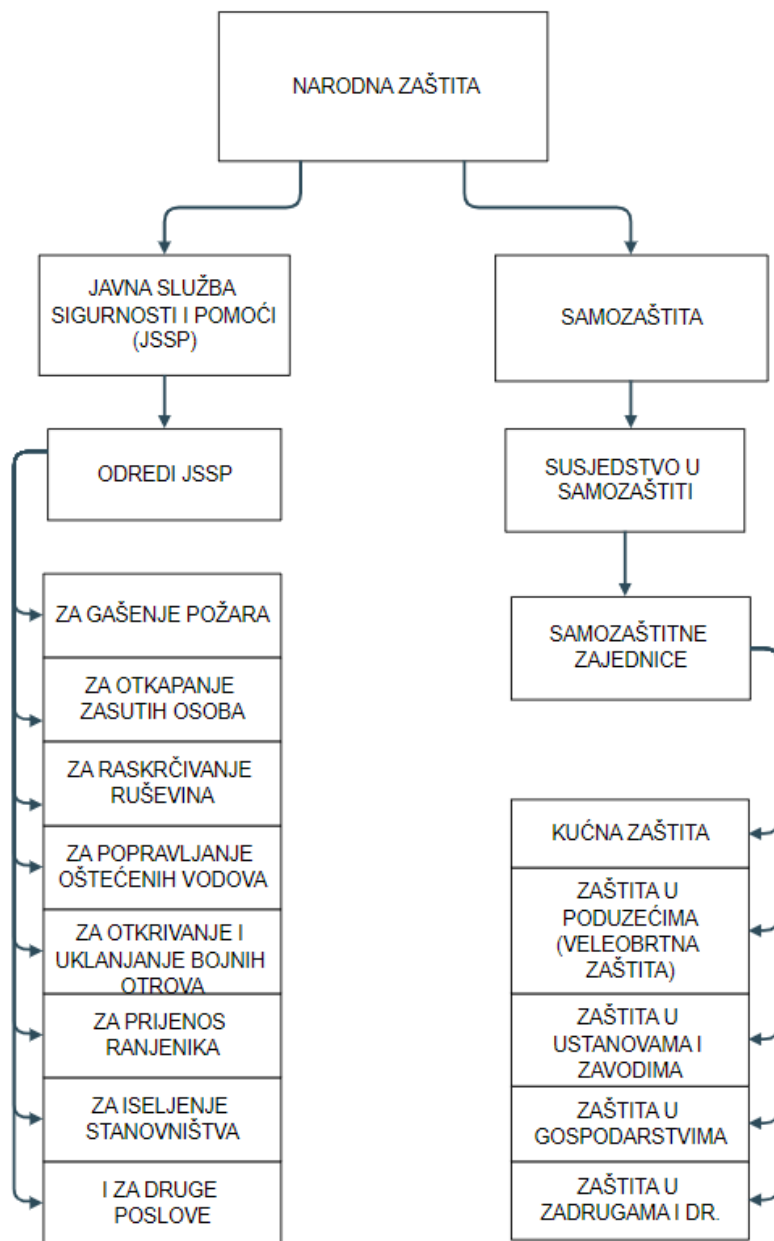 NARODNA ZAŠTITA
JAVNA SLUŽBA
SIGURNOSTI I POMOĆI
(JSSP)
ODREDI JSSP
ZA GAŠENJE POŽARA
ZA OTKAPANJE
ZASUTIH OSOBA
ZA RASKRČIVANJE
RUŠEVINA
ZA POPRAVLJANJE
OŠTEĆENIH VODOVA
ZA OTKRIVANJE I
UKLANJANJE BOJNIH
OTROVA
ZA PRIJENOS
RANJENIKA
ZA ISELJENJE
STANOVNIŠTVA
I ZA DRUGE
POSLOVE
SAMOZAŠTITA
SUSJEDSTVO U
SAMOZAŠTITI
SAMOZAŠTITNE
ZAJEDNICE
KUĆNA ZAŠTITA
ZAŠTITA U
PODUZEĆIMA
(VELEOBRTNA
ZAŠTITA)
ZAŠTITA U
USTANOVAMA I
ZAVODIMA
ZAŠTITA U
GOSPODARSTVIMA
ZAŠTITA U
ZADRUGAMA I DR.